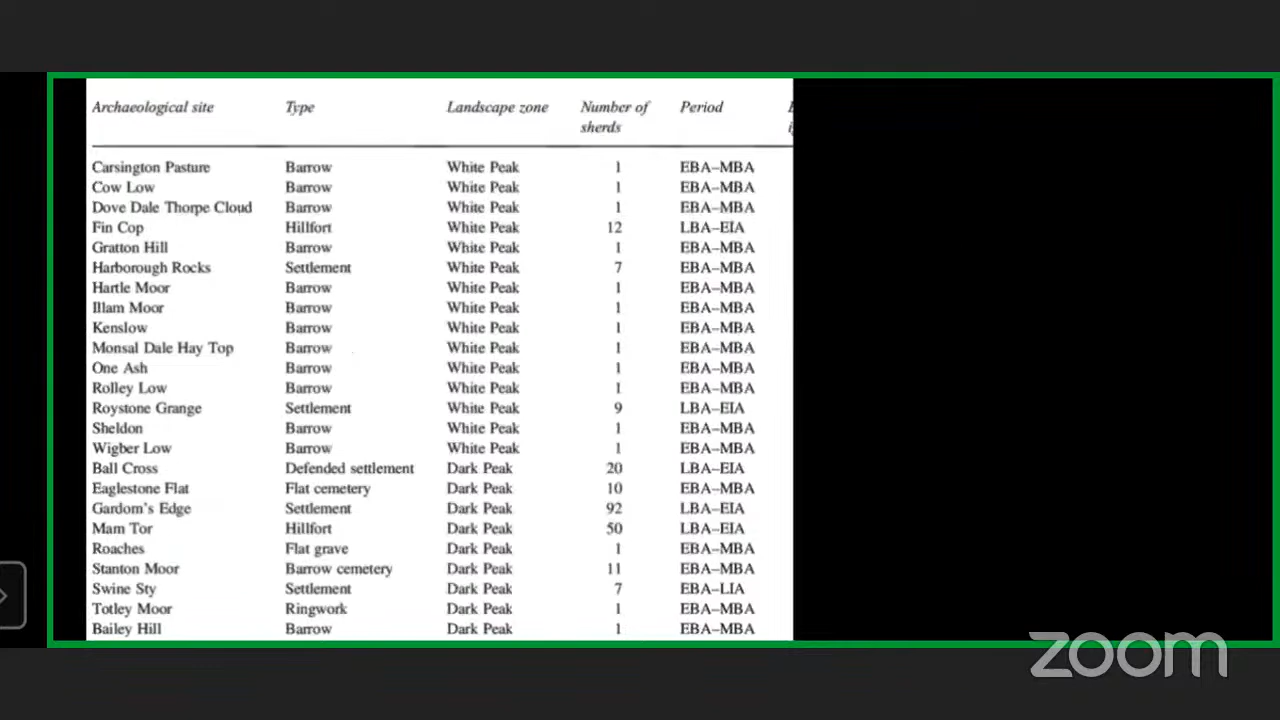 Archaeological site Type Landscape zone Number of sherds Period
Carsington Pasture Barrow White Peak 1 EBA–MBA
Cow Low Barrow White Peak 1 EBA–MBA
Dove Dale Thorpe Cloud Barrow White Peak 1 EBA–MBA
Fin Cop Hillfort White Peak 12 LBA–EIA
Gratton Hill Barrow White Peak 1 EBA–MBA
Harborough Rocks Settlement White Peak 7 EBA–MBA
Hartle Moor Barrow White Peak 1 EBA–MBA
Illam Moor Barrow White Peak 1 EBA–MBA
Kenslow Barrow White Peak 1 EBA–MBA
Monsal Dale Hay Top Barrow White Peak 1 EBA–MBA
One Ash Barrow White Peak 1 EBA–MBA
Rolley Low Barrow White Peak 1 EBA–MBA
Roystone Grange Settlement White Peak 9 LBA–EIA
Sheldon Barrow White Peak 1 EBA–MBA
Wigber Low Barrow White Peak 1 EBA–MBA
Ball Cross Defended settlement Dark Peak 20 LBA–EIA
Eaglestone Flat Flat cemetery Dark Peak 10 EBA–MBA
Gardom's Edge Settlement Dark Peak 92 LBA–EIA
Mam Tor Hillfort Dark Peak 50 LBA–EIA
Roaches Flat grave Dark Peak 1 EBA–MBA
Stanton Moor Barrow cemetery Dark Peak 11 EBA–MBA
Swine Sty Settlement Dark Peak 7 EBA–LIA
Totley Moor Ringwork Dark Peak 1 EBA–MBA
Bailey Hill Barrow Dark Peak 1 EBA–MBA
zoom